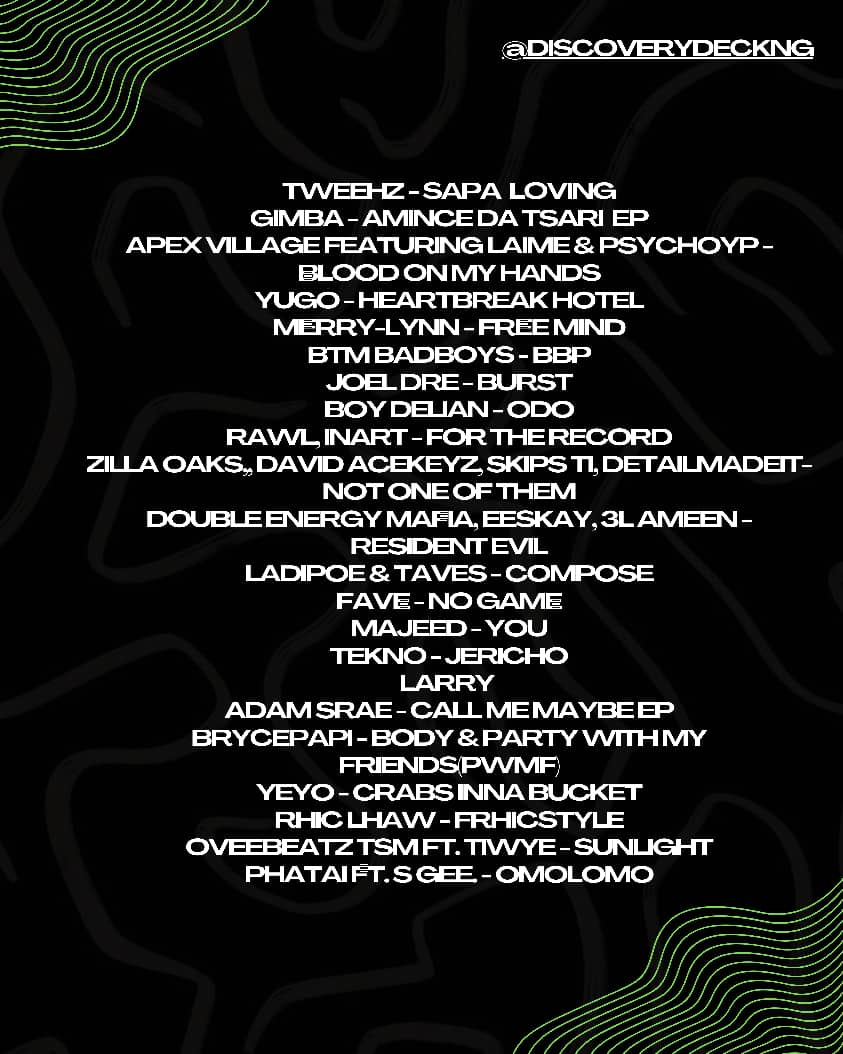 @DISCOVERYDECKNG
TWEEHZ - SAPA LOVING
GIMBA - AMINCE DA TSARI EP
APEX VILLAGE FEATURING LAIME & PSYCHOYP -
BLOOD ON MY HANDS
YUGO - HEARTBREAK HOTEL
MERRY-LYNN - FREE MIND
BTM BADBOYS - BBP
JOEL DRE - BURST
BOY DELIAN - ODO
RAWL, INART - FOR THE RECORD
ZILLA OAKS,, DAVID ACEKEYZ, SKIPS TI, DETAILMADEIT-
NOT ONE OF THEM
DOUBLE ENERGY MAFIA, EESKAY, 3L AMEEN -
RESIDENT EVIL
LADIPOE & TAVES - COMPOSE
FAVE - NO GAME
MAJEED - YOU
TEKNO - JERICHO
LARRY
ADAM SRAE - CALL ME MAYBE EP
BRYCEPAPI - BODY & PARTY WITH MY
FRIENDS(PWMF)
YEYO - CRABS INNA BUCKET
RHIC LHAW - FRHICSTYLE
OVEEBEATZ TSM FT. TIWYE - SUNLIGHT
PHATAI FT. S GEE. - OMOLOMO